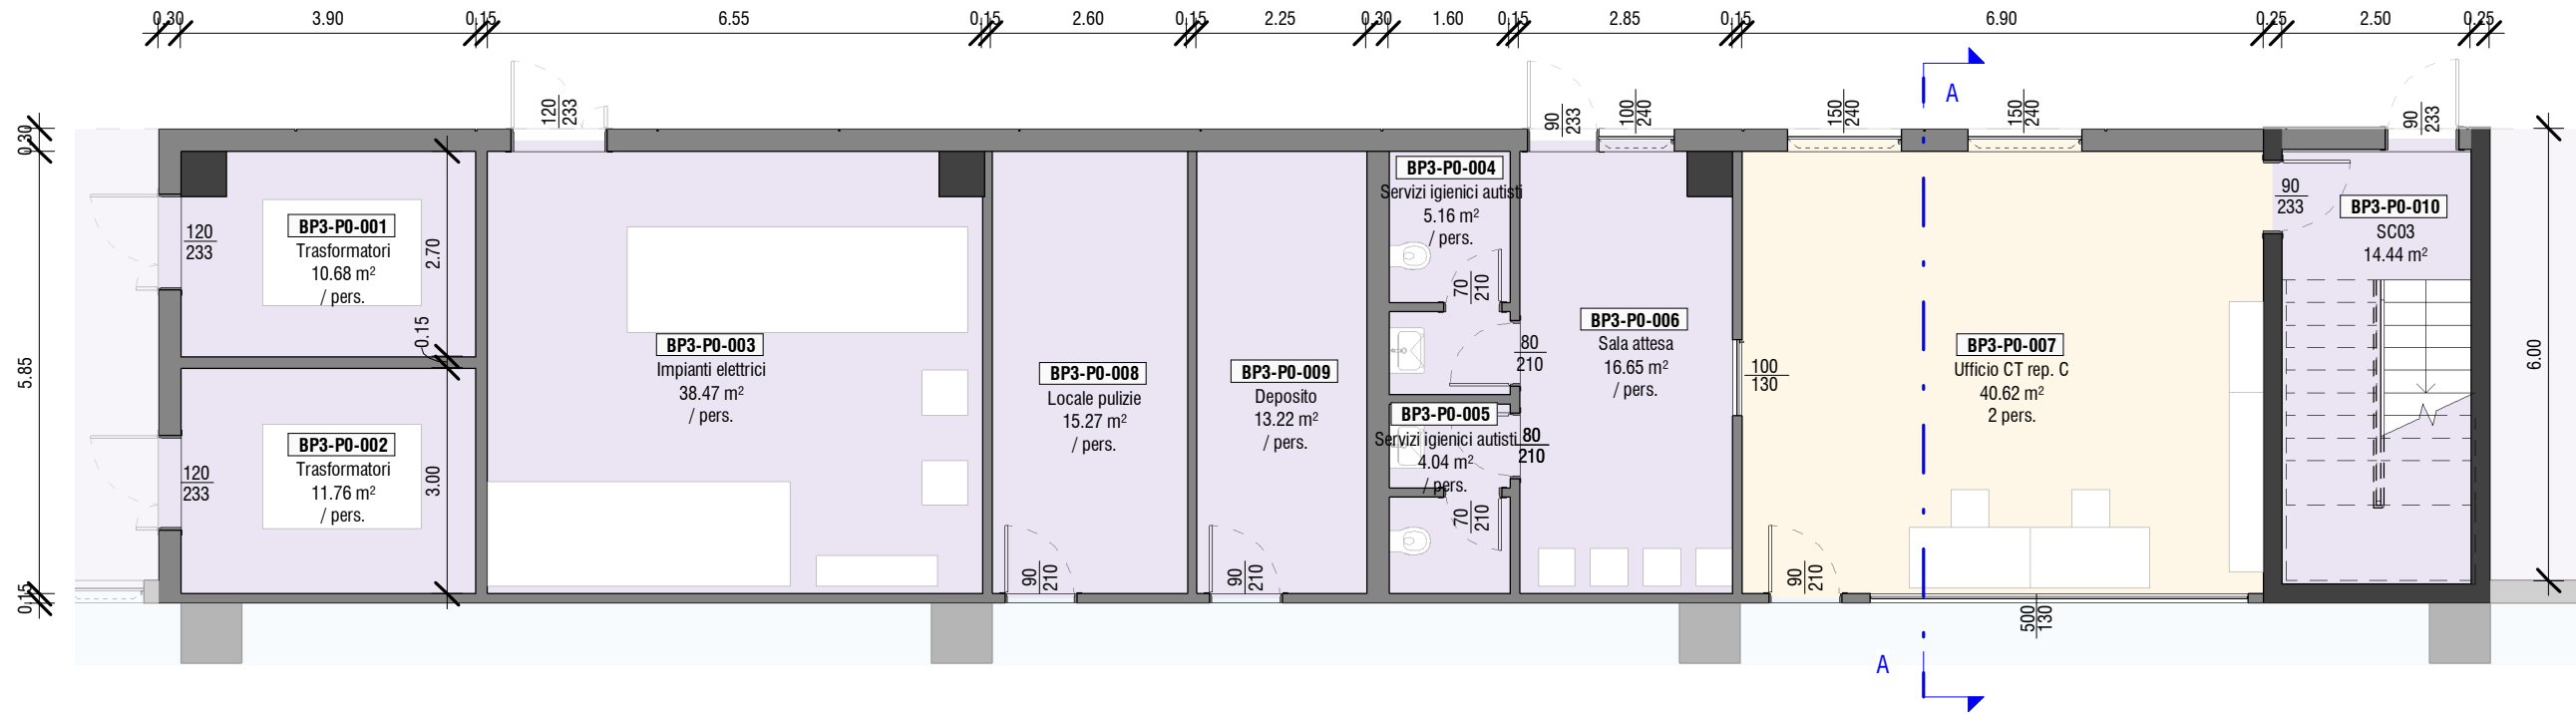 0.30 3.90 0.15 6.55 0.15 2.60 0.15 2.25 0.30 1.60 0.15 2.85 0.15 6.90 0.25 2.50 0.25
A
120
233
90
233
100
240
150
240
150
240
90
233
0.30
5.85
0.15
6.00
120
233
BP3-P0-001
Trasformatori
10.68 m²
/ pers.
2.70
0.15
120
233
BP3-P0-002
Trasformatori
11.76 m²
/ pers.
3.00
BP3-P0-003
Impianti elettrici
38.47 m²
/ pers.
BP3-P0-008
Locale pulizie
15.27 m²
/ pers.
90
210
BP3-P0-009
Deposito
13.22 m²
/ pers.
90
210
BP3-P0-004
Servizi igienici autisti
5.16 m²
/ pers.
70
210
80
210
BP3-P0-005
Servizi igienici autisti
4.04 m²
/ pers.
80
210
70
210
BP3-P0-006
Sala attesa
16.65 m²
/ pers.
100
130
BP3-P0-007
Ufficio CT rep. C
40.62 m²
2 pers.
90
210
500
130
90
233
BP3-P0-010
SC03
14.44 m²
A